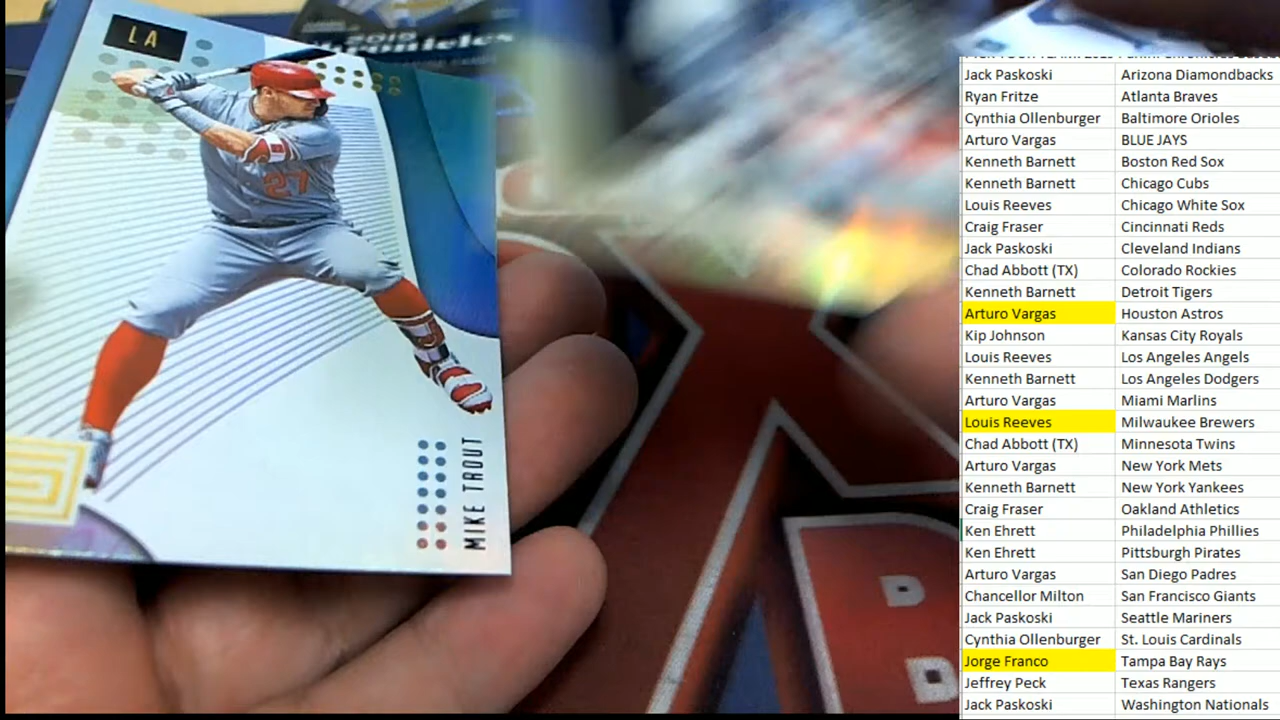 LA
27
MIKE TROUT
2018
Chronicles
Jack Paskoski Arizona Diamondbacks
Ryan Fritze Atlanta Braves
Cynthia Ollenburger Baltimore Orioles
Arturo Vargas BLUE JAYS
Kenneth Barnett Boston Red Sox
Kenneth Barnett Chicago Cubs
Louis Reeves Chicago White Sox
Craig Fraser Cincinnati Reds
Jack Paskoski Cleveland Indians
Chad Abbott (TX) Colorado Rockies
Kenneth Barnett Detroit Tigers
Arturo Vargas Houston Astros
Kip Johnson Kansas City Royals
Louis Reeves Los Angeles Angels
Kenneth Barnett Los Angeles Dodgers
Arturo Vargas Miami Marlins
Louis Reeves Milwaukee Brewers
Chad Abbott (TX) Minnesota Twins
Arturo Vargas New York Mets
Kenneth Barnett New York Yankees
Craig Fraser Oakland Athletics
Ken Ehrett Philadelphia Phillies
Ken Ehrett Pittsburgh Pirates
Arturo Vargas San Diego Padres
Chancellor Milton San Francisco Giants
Jack Paskoski Seattle Mariners
Cynthia Ollenburger St. Louis Cardinals
Jorge Franco Tampa Bay Rays
Jeffrey Peck Texas Rangers
Jack Paskoski Washington Nationals